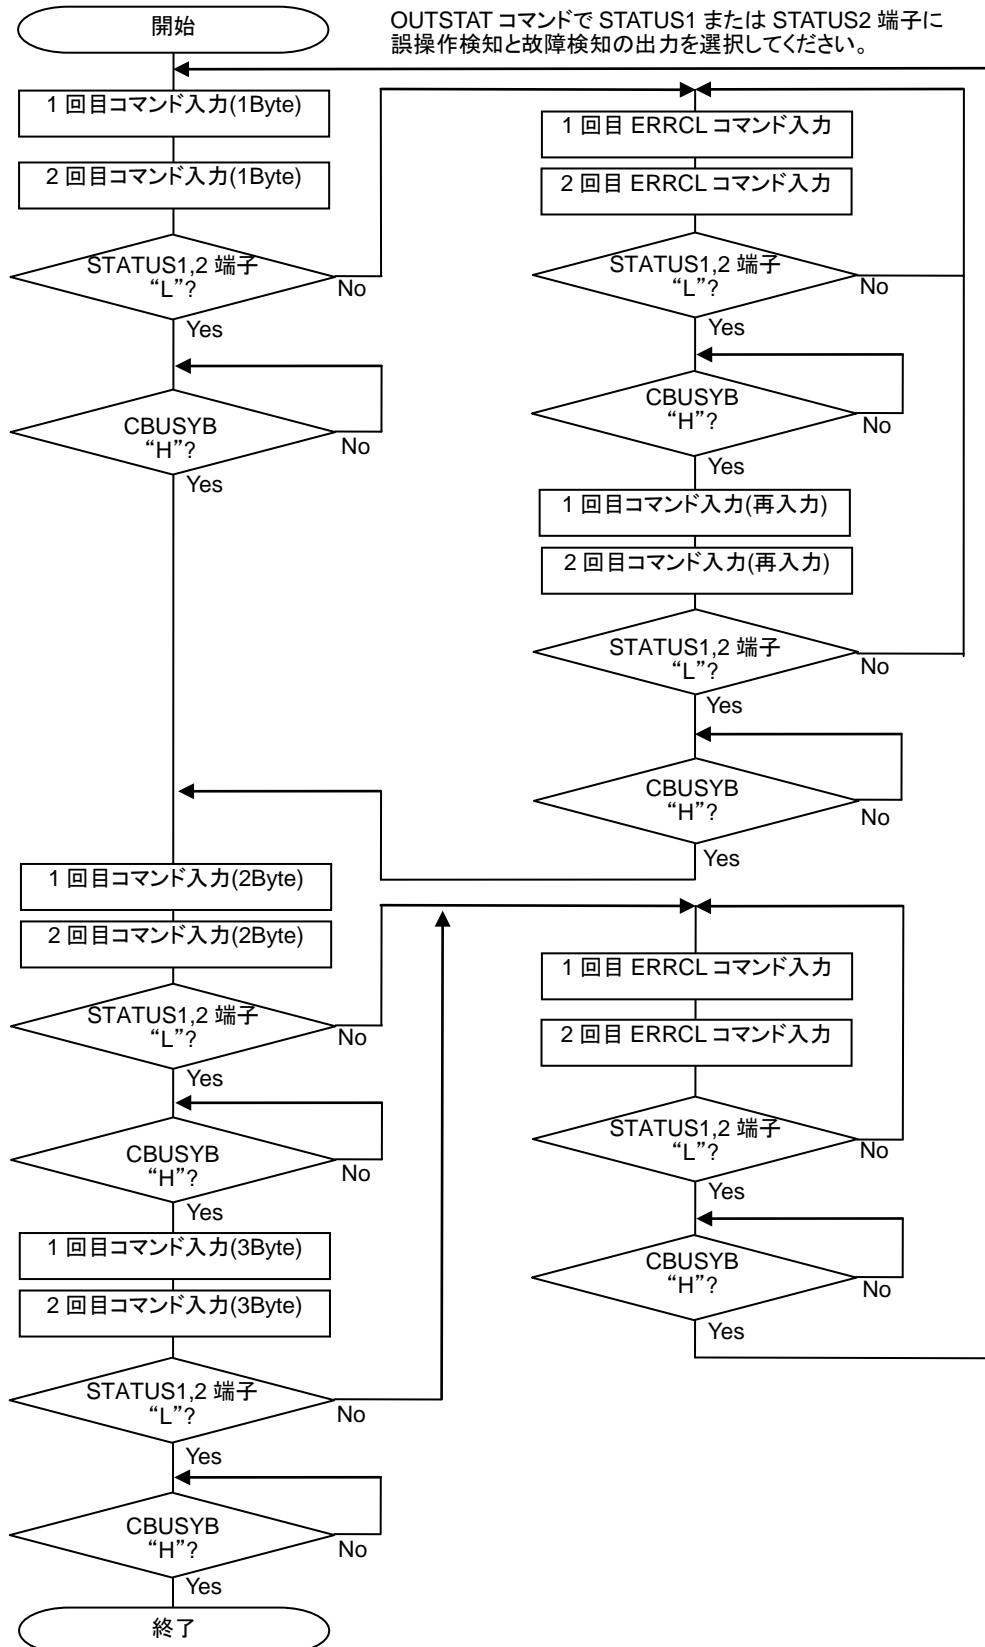 開始
OUTSTAT コマンドで STATUS1 または STATUS2 端子に
誤操作検知と故障検知の出力を選択してください。
1 回目コマンド入力(1Byte)
2 回目コマンド入力(1Byte)
STATUS1,2 端子
“L”?
No
Yes
CBUSYB
“H”?
No
Yes
1 回目 ERRCL コマンド入力
2 回目 ERRCL コマンド入力
STATUS1,2 端子
“L”?
No
Yes
CBUSYB
“H”?
No
Yes
1 回目コマンド入力(再入力)
2 回目コマンド入力(再入力)
STATUS1,2 端子
“L”?
No
Yes
CBUSYB
“H”?
No
Yes
1 回目コマンド入力(2Byte)
2 回目コマンド入力(2Byte)
STATUS1,2 端子
“L”?
No
Yes
CBUSYB
“H”?
No
Yes
1 回目コマンド入力(3Byte)
2 回目コマンド入力(3Byte)
STATUS1,2 端子
“L”?
No
Yes
CBUSYB
“H”?
No
Yes
終了
1 回目 ERRCL コマンド入力
2 回目 ERRCL コマンド入力
STATUS1,2 端子
“L”?
No
Yes
CBUSYB
“H”?
No
Yes